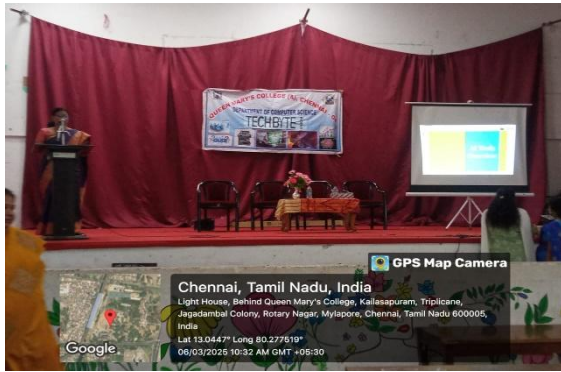 QUEEN MARY'S COLLEGE (A), CHENNAI
DEPARTMENT OF COMPUTER SCIENCE
TECHBYTE
GPS Map Camera
Chennai, Tamil Nadu, India
Light House, Behind Queen Mary's College, Kailasapuram, Triplicane,
Jagadambal Colony, Rotary Nagar, Mylapore, Chennai, Tamil Nadu 600005,
India
Lat 13.0447° Long 80.277519°
06/03/2025 10:32 AM GMT +05:30
Google